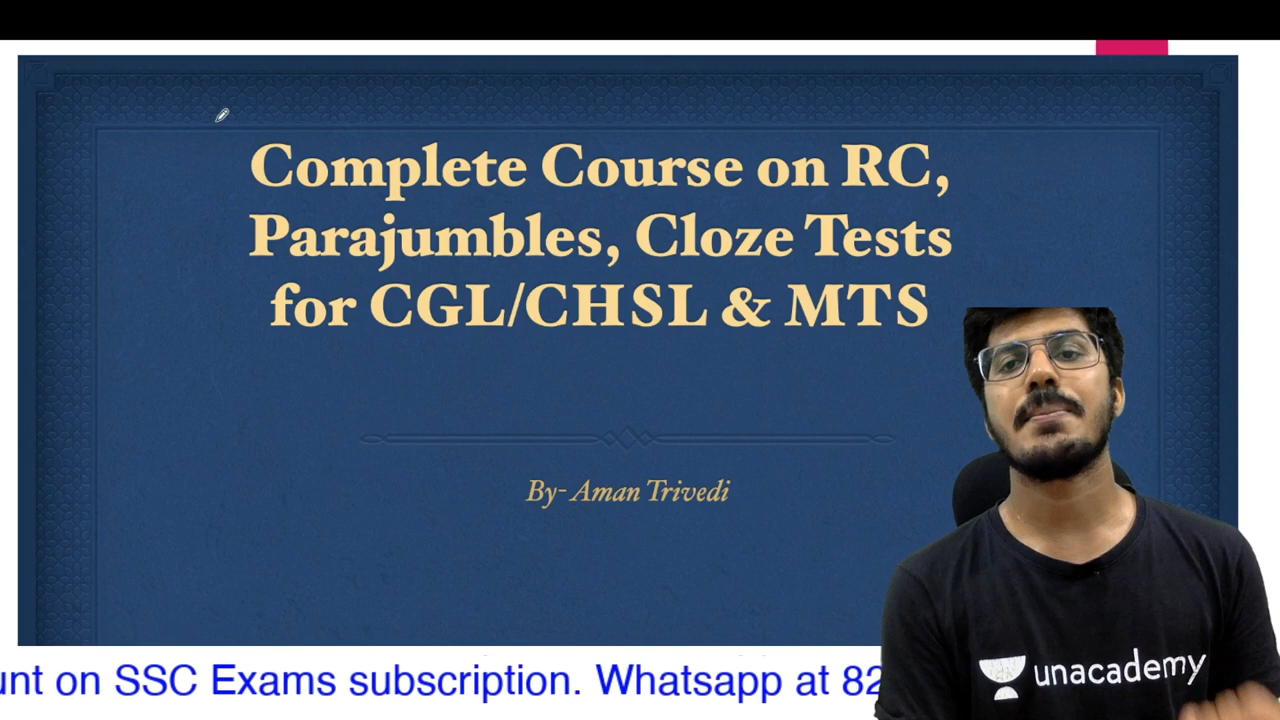 Complete Course on RC,
Parajumbles, Cloze Tests
for CGL/CHSL & MTS
By- Aman Trivedi
unt on SSC Exams subscription. Whatsapp at 82
unacademy